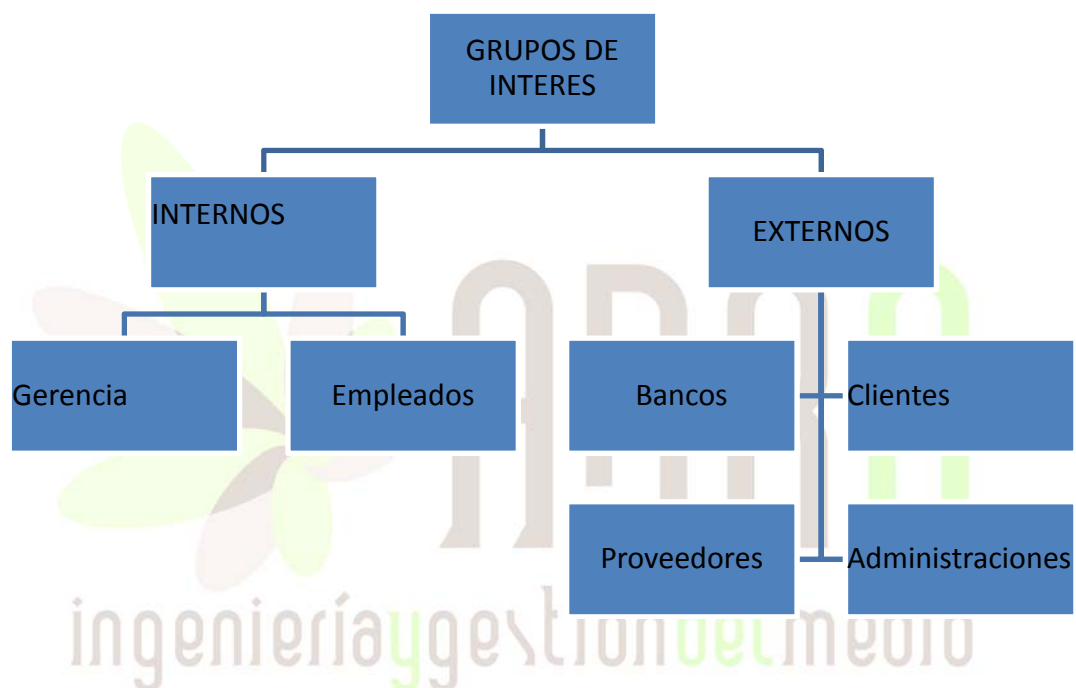 GRUPOS DE
INTERES
INTERNOS
EXTERNOS
Gerencia
Empleados
Bancos
Clientes
Proveedores
Administraciones
ingenieríaygestióndelmedio